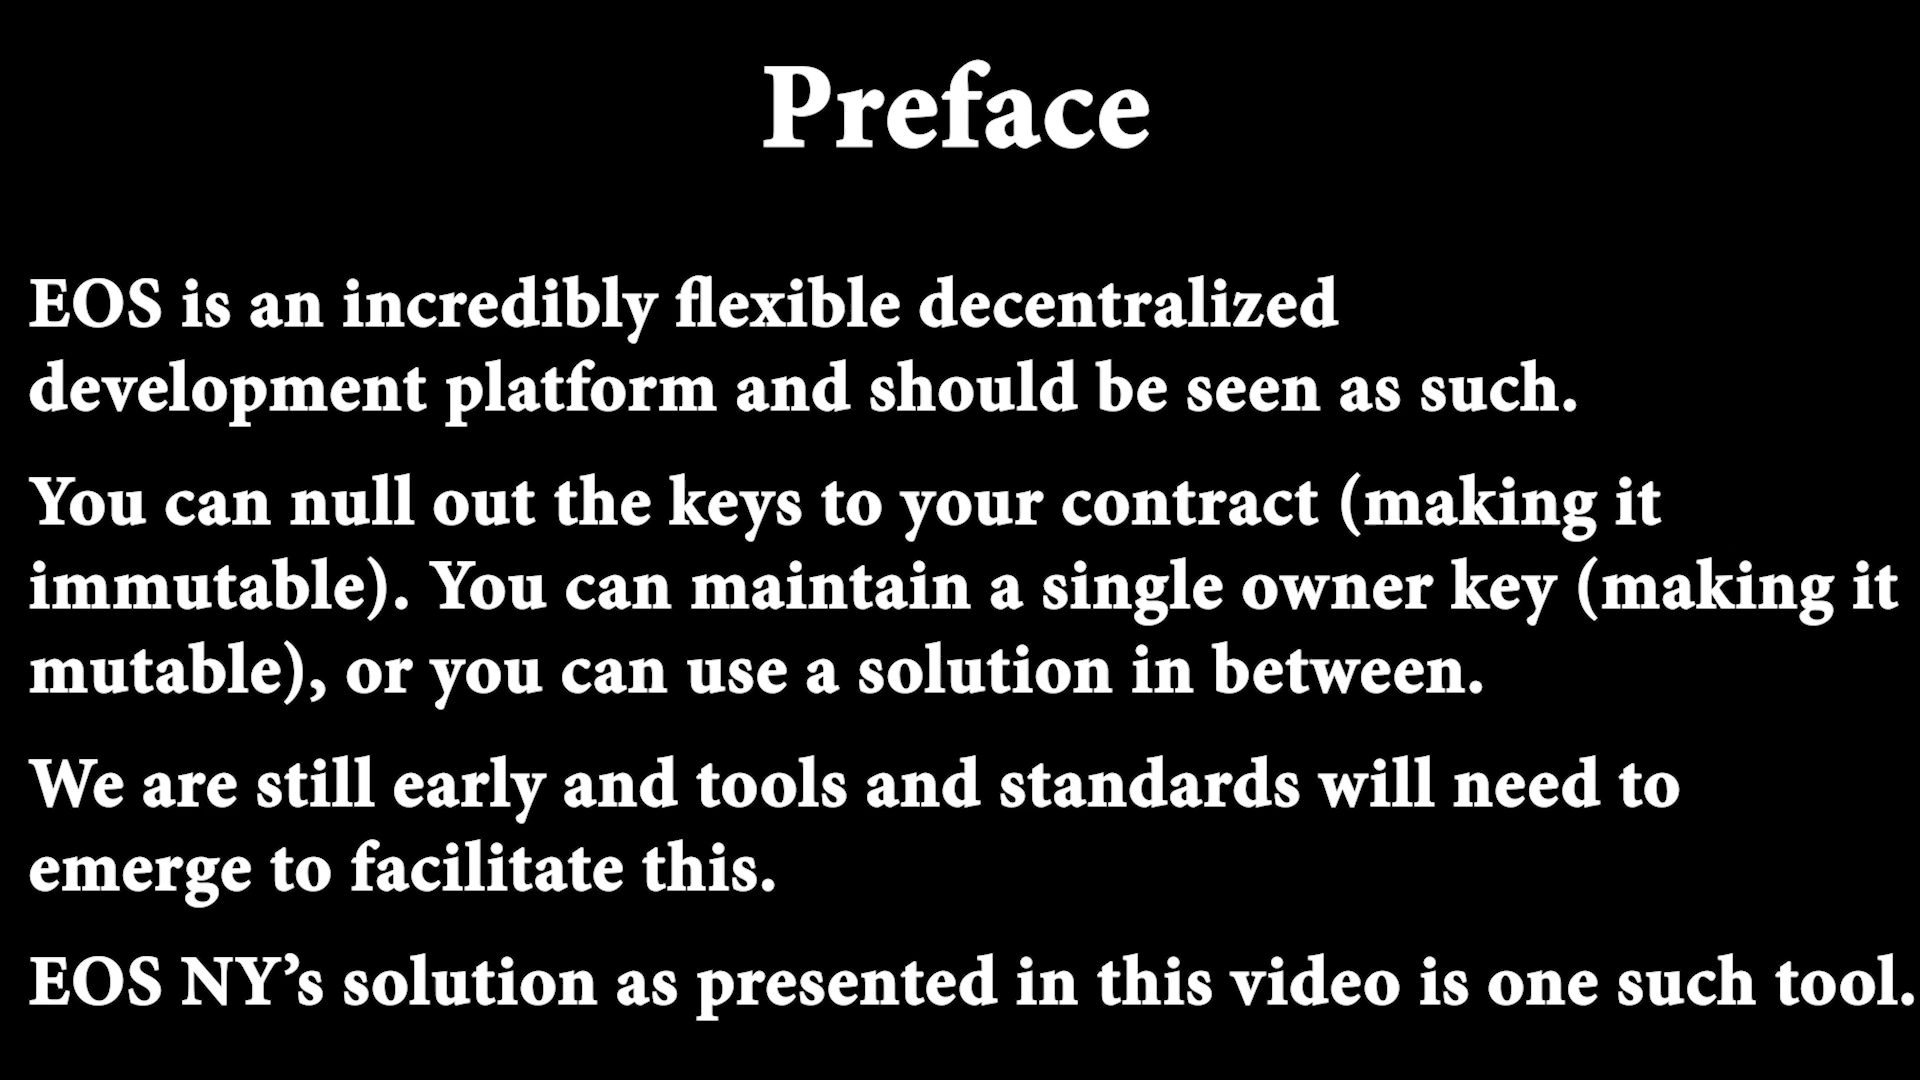 Preface
EOS is an incredibly flexible decentralized
development platform and should be seen as such.
You can null out the keys to your contract (making it
immutable). You can maintain a single owner key (making it
mutable), or you can use a solution in between.
We are still early and tools and standards will need to
emerge to facilitate this.
EOS NY’s solution as presented in this video is one such tool.